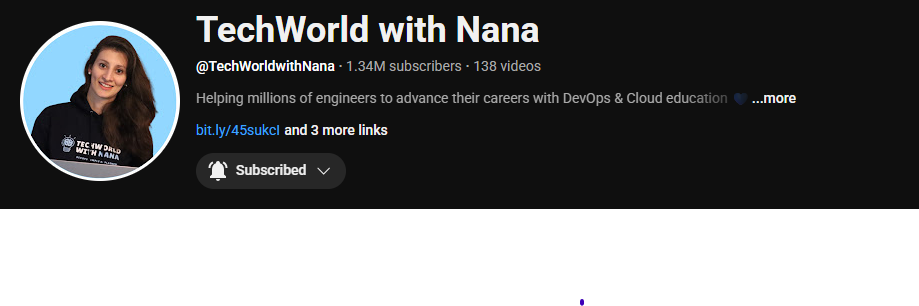 TechWorld with Nana
@TechWorldwithNana · 1.34M subscribers · 138 videos
Helping millions of engineers to advance their careers with DevOps & Cloud education 💙 ...more
bit.ly/45sukcI and 3 more links
Subscribed
TECHWORLD
WITH NANA